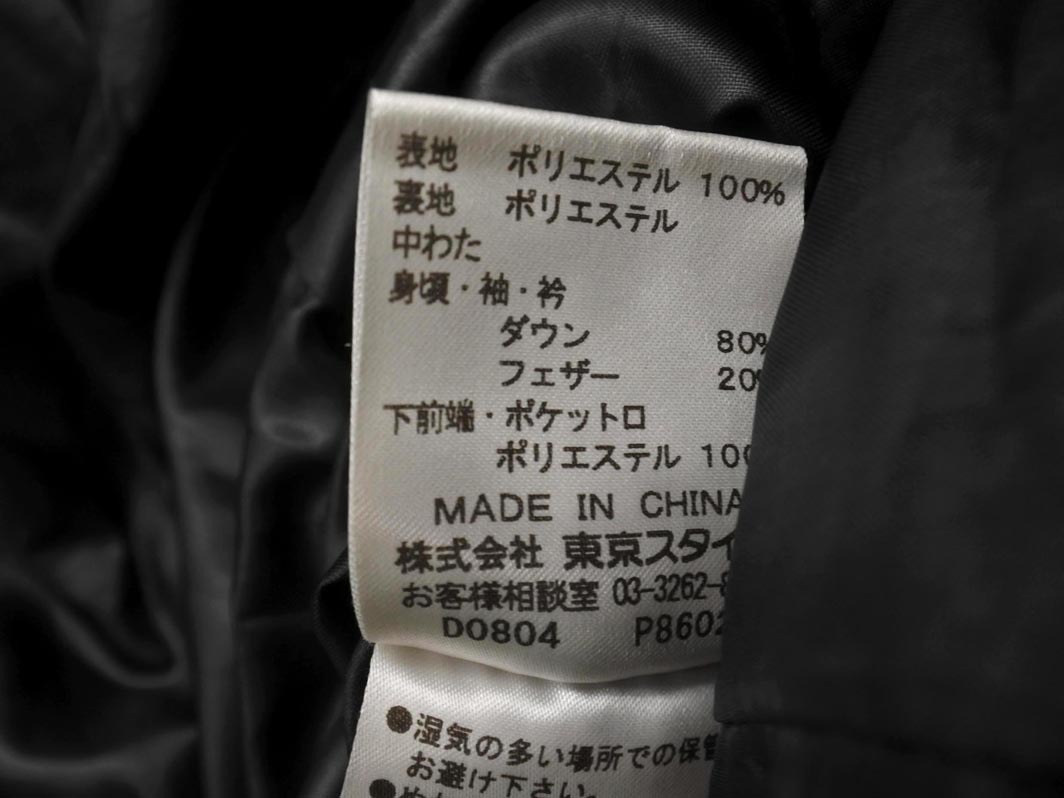 表地 ポリエステル 100%
裏地 ポリエステル
中わた
身頃・袖・衿
ダウン 80%
フェザー 20%
下前端・ポケット口
ポリエステル 10
MADE IN CHINA
株式会社 東京スタイ
お客様相談室 03-3262-8
D0804 P8602
●湿気の多い場所での保管
お避け下さい。